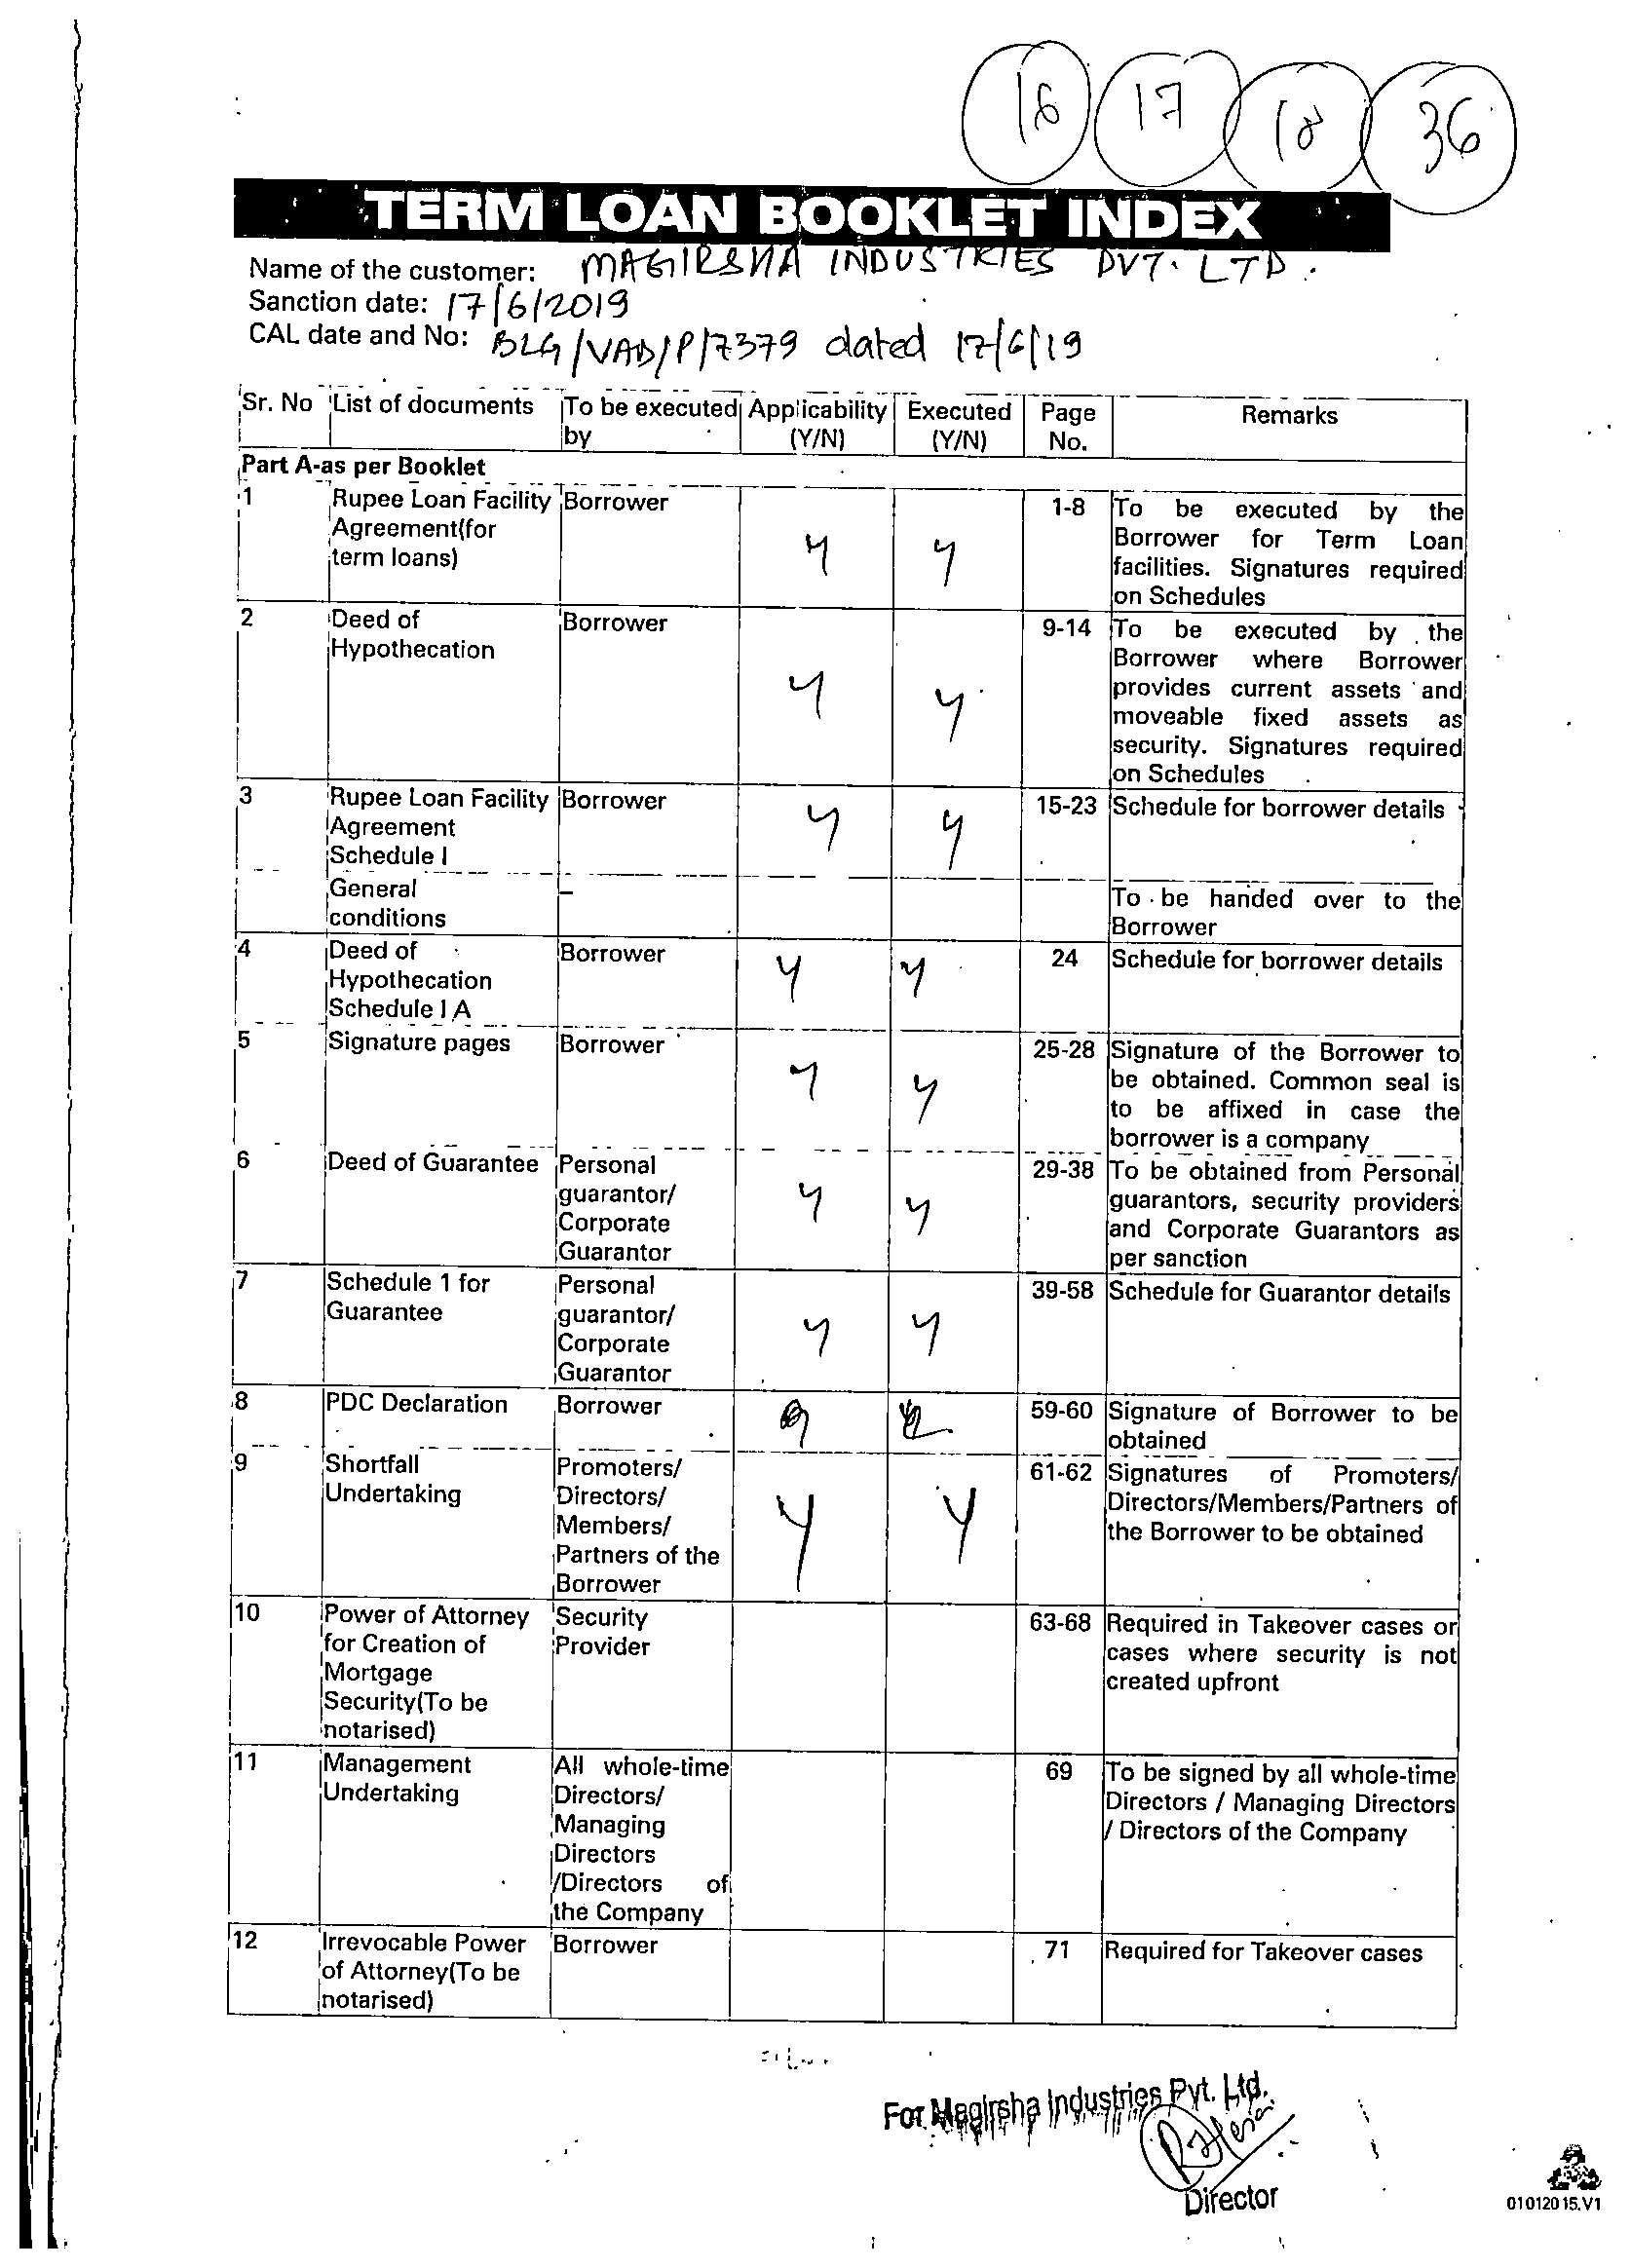 16 17 18 36
TERM LOAN BOOKLET INDEX
Name of the customer: MAGIRSHA INDUSTRIES PVT. LTD.
Sanction date: 17/6/2019
CAL date and No: BLG/VAD/P/7379 dated 17/6/19
Sr. No List of documents To be executed Applicability Executed Page Remarks
by (Y/N) (Y/N) No.
Part A-as per Booklet
1 Rupee Loan Facility Borrower 1-8 To be executed by the
Agreement(for Y Y Borrower for Term Loan
term loans) facilities. Signatures required
on Schedules
2 Deed of Borrower 9-14 To be executed by the
Hypothecation Borrower where Borrower
Y Y provides current assets and
moveable fixed assets as
security. Signatures required
on Schedules
3 Rupee Loan Facility Borrower Y Y 15-23 Schedule for borrower details
Agreement
Schedule I
General –
conditions To be handed over to the
Borrower
4 Deed of Borrower Y Y 24 Schedule for borrower details
Hypothecation
Schedule I A
5 Signature pages Borrower 25-28 Signature of the Borrower to
Y Y be obtained. Common seal is
to be affixed in case the
borrower is a company
6 Deed of Guarantee Personal 29-38 To be obtained from Personal
guarantor/ Y Y guarantors, security providers
Corporate and Corporate Guarantors as
Guarantor per sanction
7 Schedule 1 for Personal 39-58 Schedule for Guarantor details
Guarantee guarantor/ Y Y
Corporate
Guarantor
8 PDC Declaration Borrower 59-60 Signature of Borrower to be
obtained
9 Shortfall Promoters/ 61-62 Signatures of Promoters/
Undertaking Directors/ Y Y Directors/Members/Partners of
Members/ the Borrower to be obtained
Partners of the
Borrower
10 Power of Attorney Security 63-68 Required in Takeover cases or
for Creation of Provider cases where security is not
Mortgage created upfront
Security(To be
notarised)
11 Management All whole-time 69 To be signed by all whole-time
Undertaking Directors/ Directors / Managing Directors
Managing / Directors of the Company
Directors
/Directors of
the Company
12 Irrevocable Power Borrower 71 Required for Takeover cases
of Attorney(To be
notarised)
For Magirsha Industries Pvt. Ltd.
Director
01012015.V1